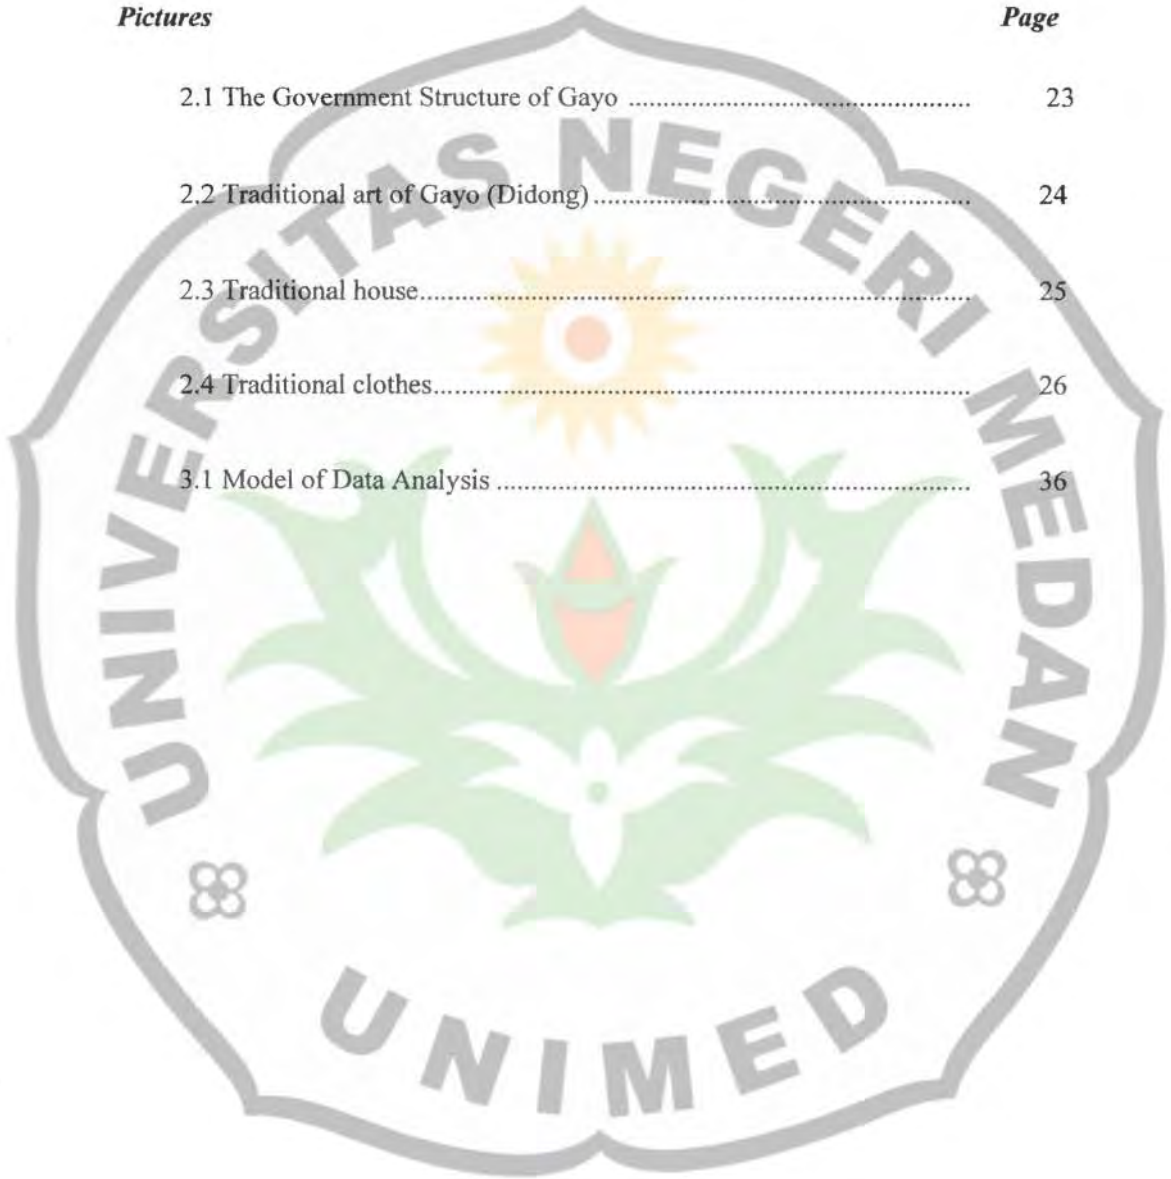 Pictures Page
2.1 The Government Structure of Gayo ............................................. 23
2.2 Traditional art of Gayo (Didong) .................................................. 24
2.3 Traditional house......................................................................... 25
2.4 Traditional clothes....................................................................... 26
3.1 Model of Data Analysis ............................................................... 36
UNIVERSITAS NEGERI MEDAN
UNIMED